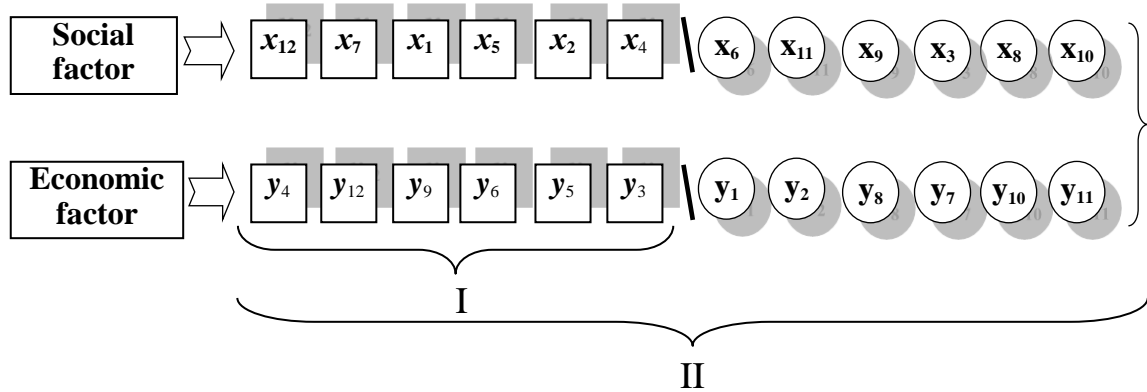 Social factor
x12 x7 x1 x5 x2 x4 \ x6 x11 x9 x3 x8 x10
Economic factor
y4 y12 y9 y6 y5 y3 \ y1 y2 y8 y7 y10 y11
I
II